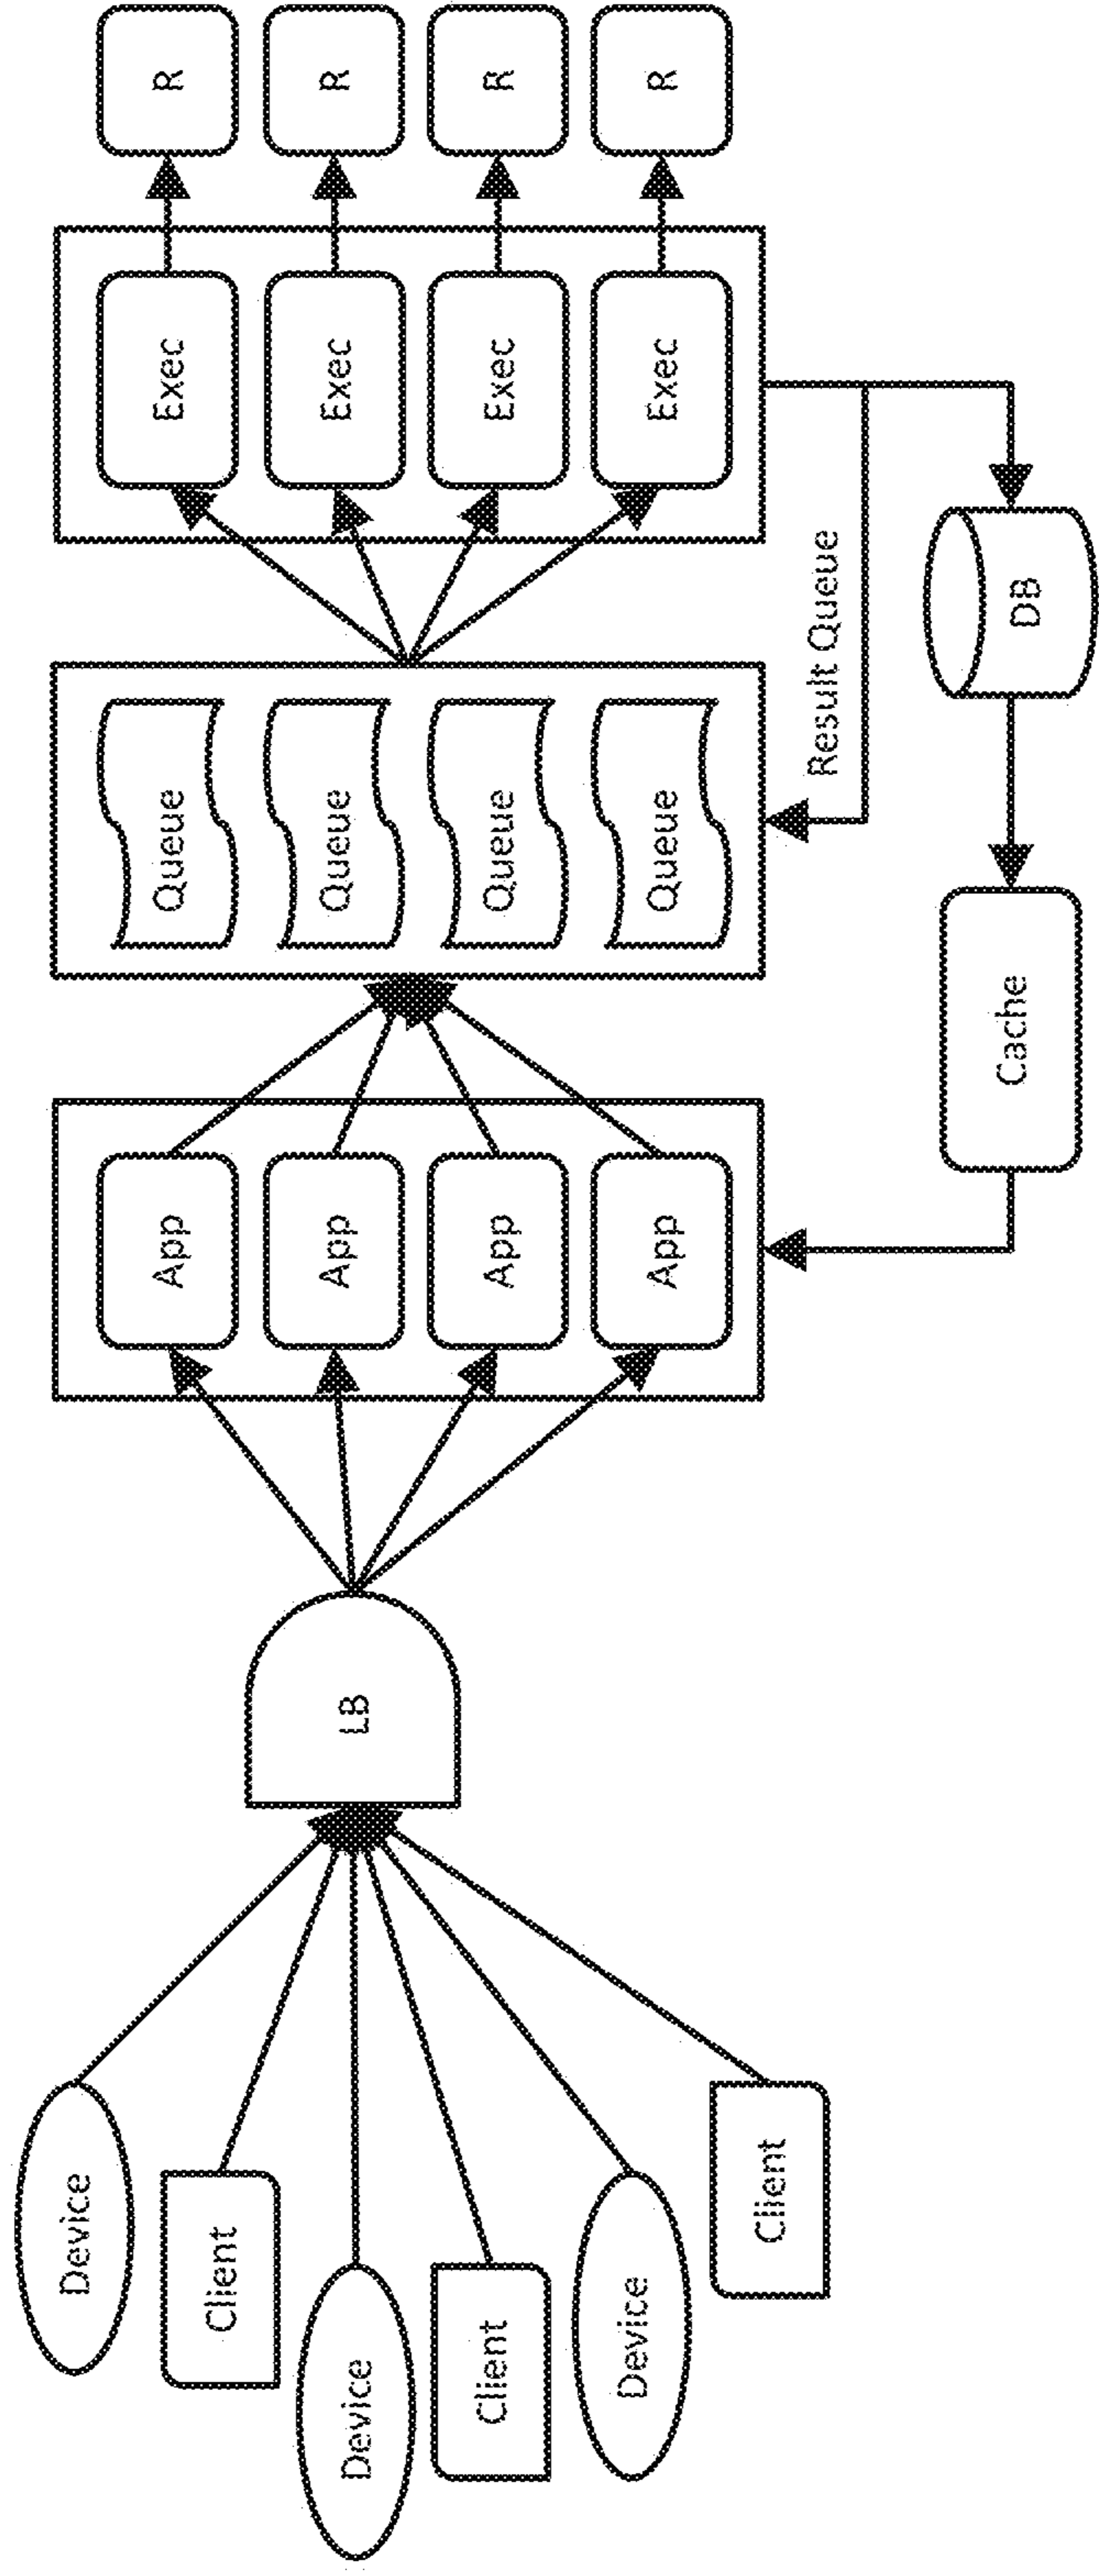 Device
Client
Device
Client
Device
Client
LB
App
App
App
App
Queue
Queue
Queue
Queue
Exec
Exec
Exec
Exec
R
R
R
R
Result Queue
Cache
DB